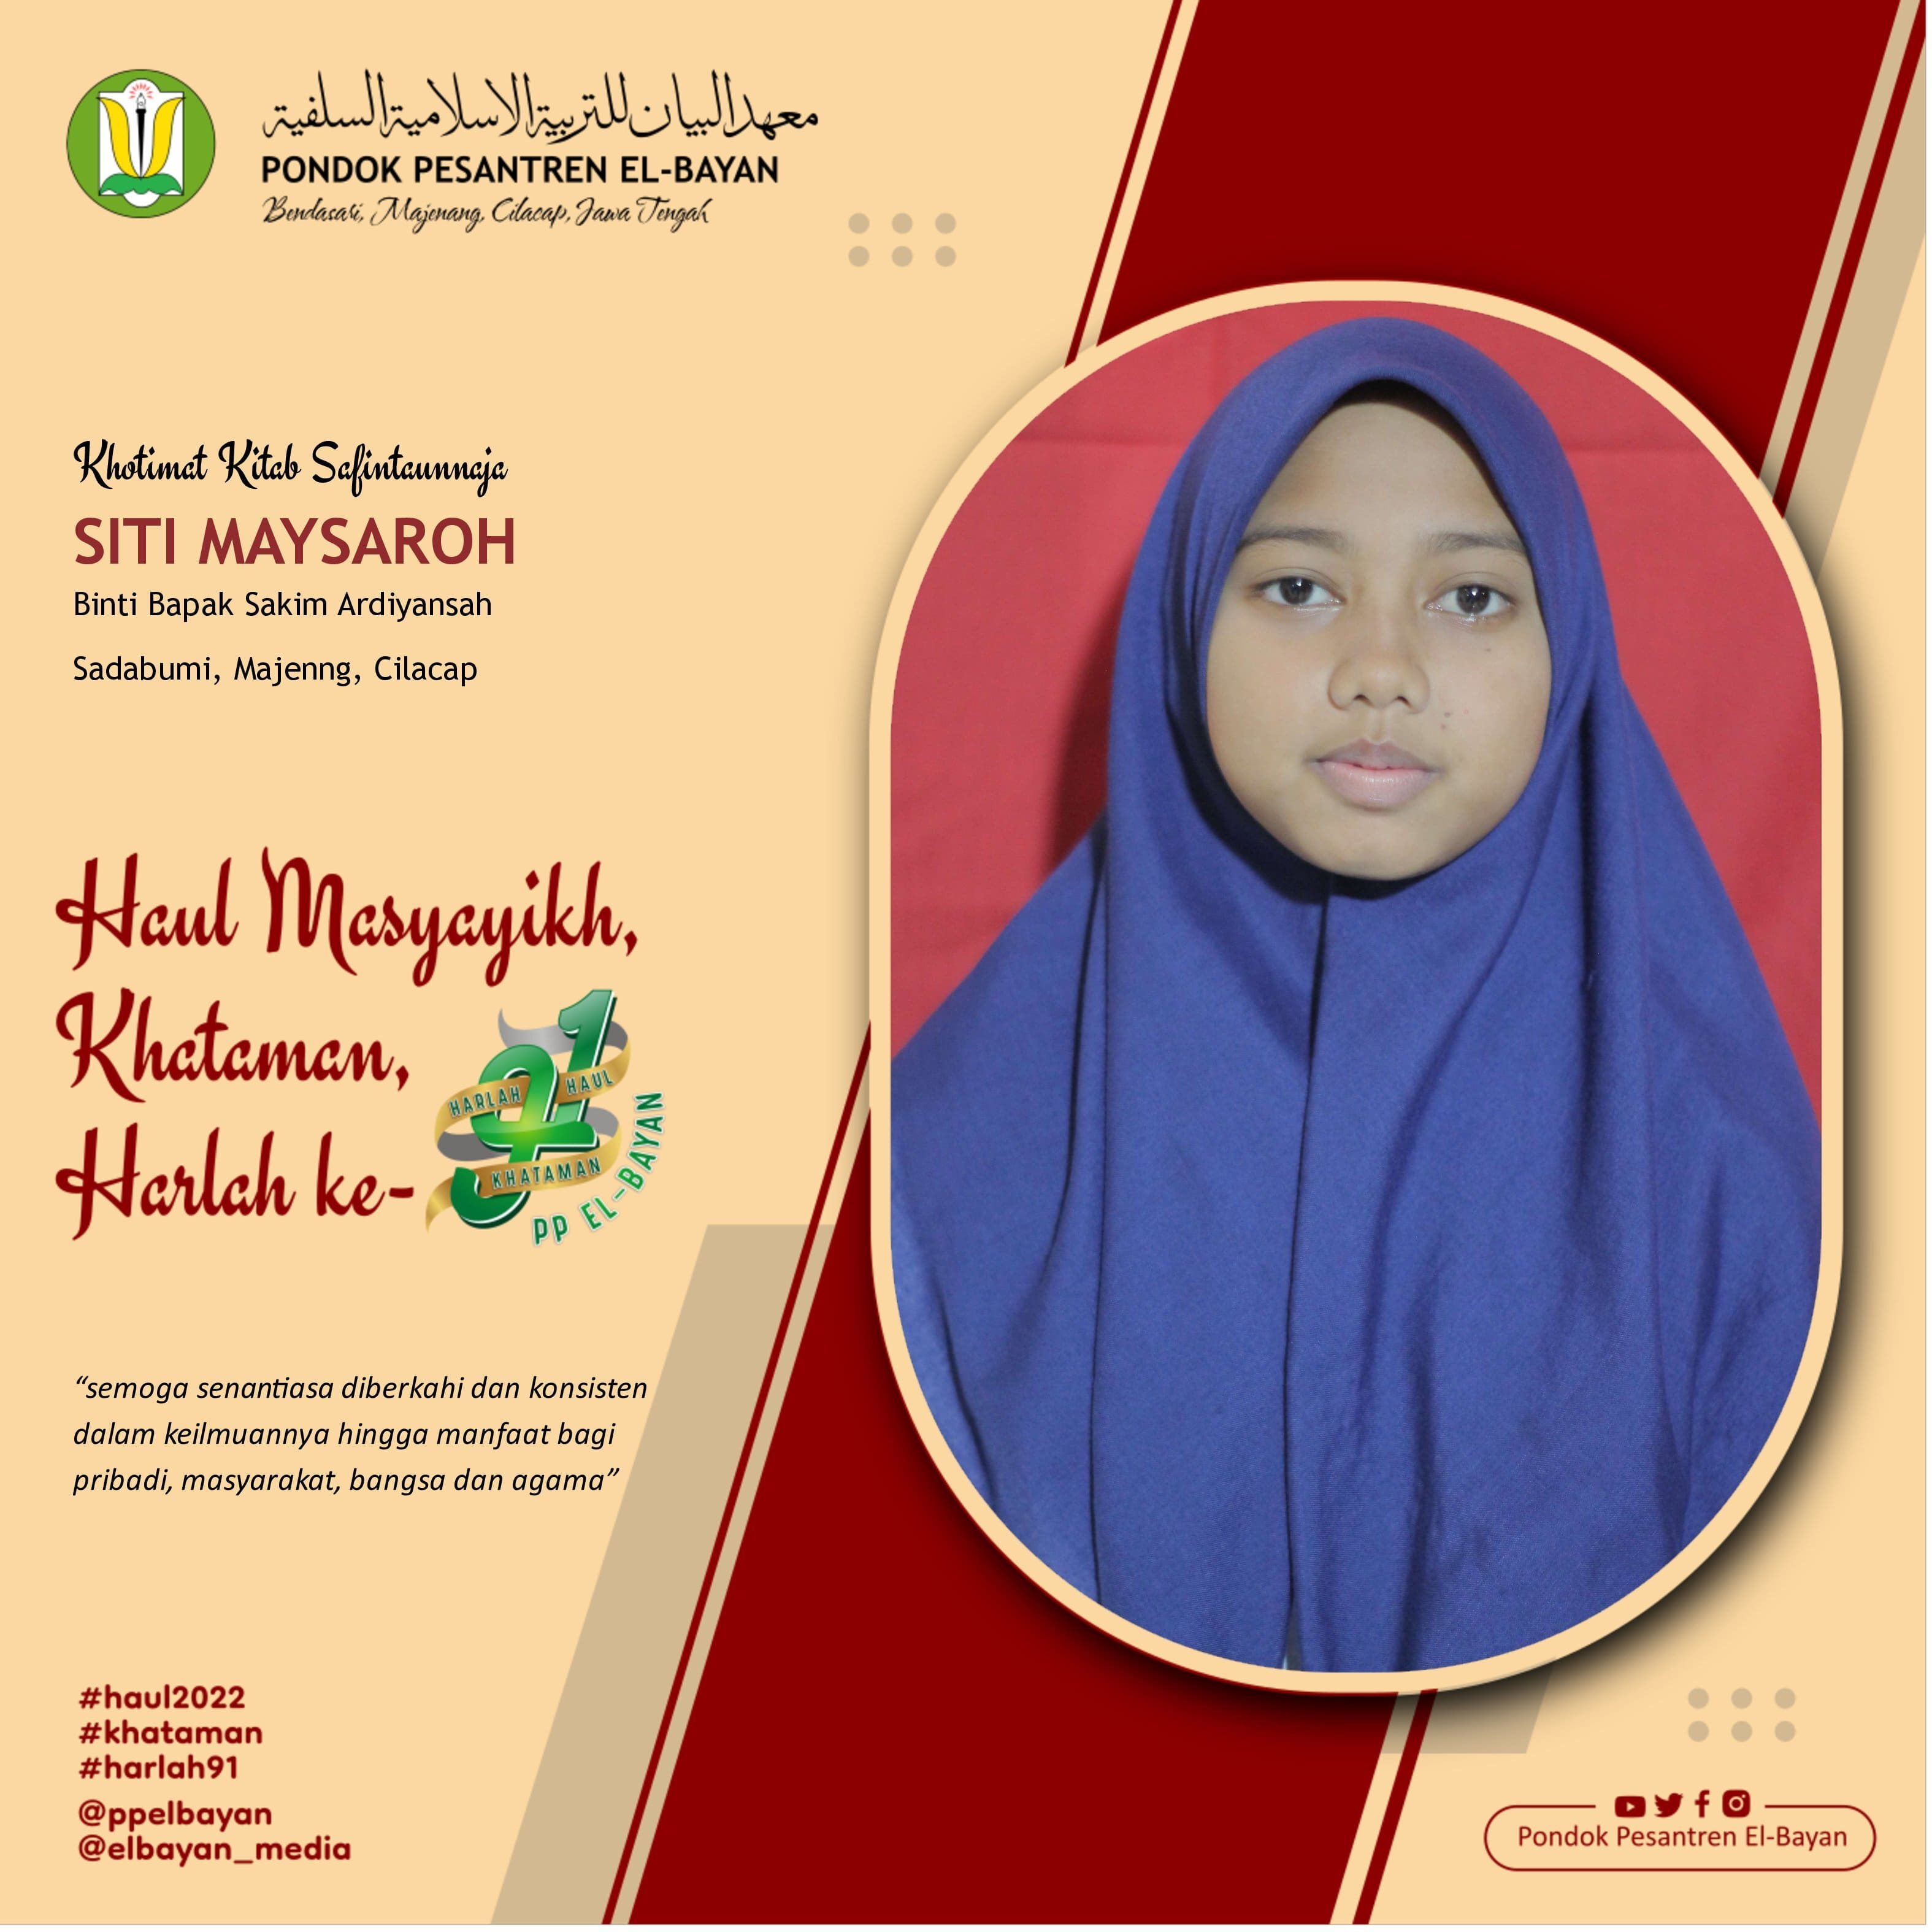 معهد البيان للتربية الاسلامية السلفية
PONDOK PESANTREN EL-BAYAN
Bendasari, Majenang, Cilacap, Jawa Tengah
Khotimat Kitab Safintaunnaja
SITI MAYSAROH
Binti Bapak Sakim Ardiyansah
Sadabumi, Majenng, Cilacap
Haul Masyayikh,
Khataman,
Harlah ke-
91
HARLAH HAUL
KHATAMAN
PP EL-BAYAN
“semoga senantiasa diberkahi dan konsisten
dalam keilmuannya hingga manfaat bagi
pribadi, masyarakat, bangsa dan agama”
#haul2022
#khataman
#harlah91
@ppelbayan
@elbayan_media
Pondok Pesantren El-Bayan